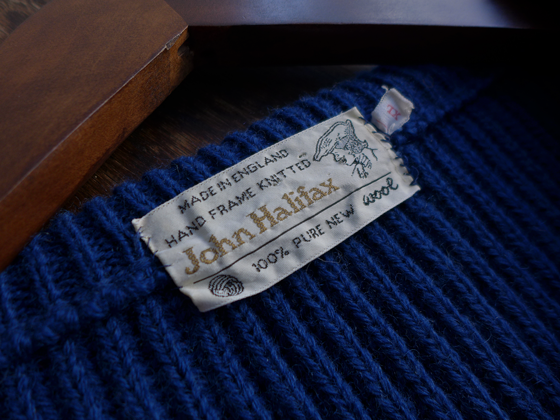 MADE IN ENGLAND
HAND FRAME KNITTED
John Halifax
100% PURE NEW wool